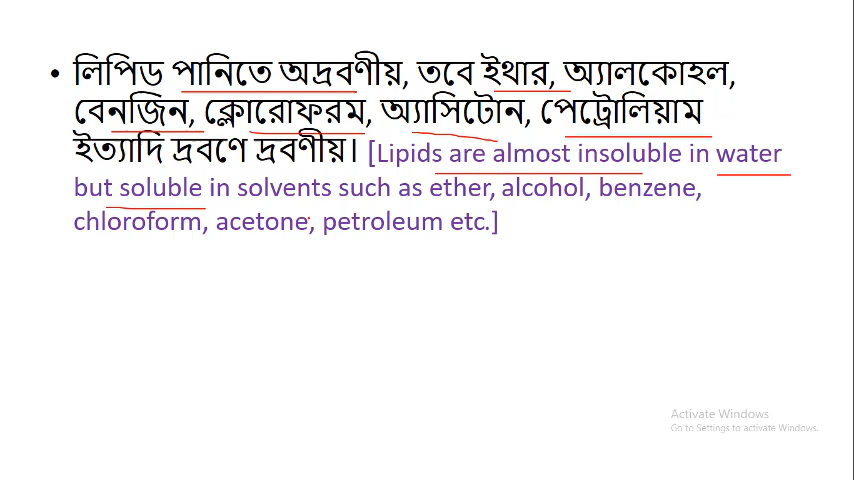 • লিপিড পানিতে অদ্রবণীয়, তবে ইথার, অ্যালকোহল,
বেনজিন, ক্লোরোফরম, অ্যাসিটোন, পেট্রোলিয়াম
ইত্যাদি দ্রবণে দ্রবণীয়। [Lipids are almost insoluble in water
but soluble in solvents such as ether, alcohol, benzene,
chloroform, acetone, petroleum etc.]
Activate Windows
Go to Settings to activate Windows.